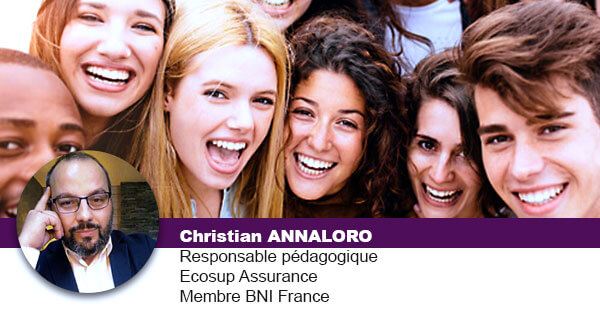 Christian ANNALORO
Responsable pédagogique
Ecosup Assurance
Membre BNI France